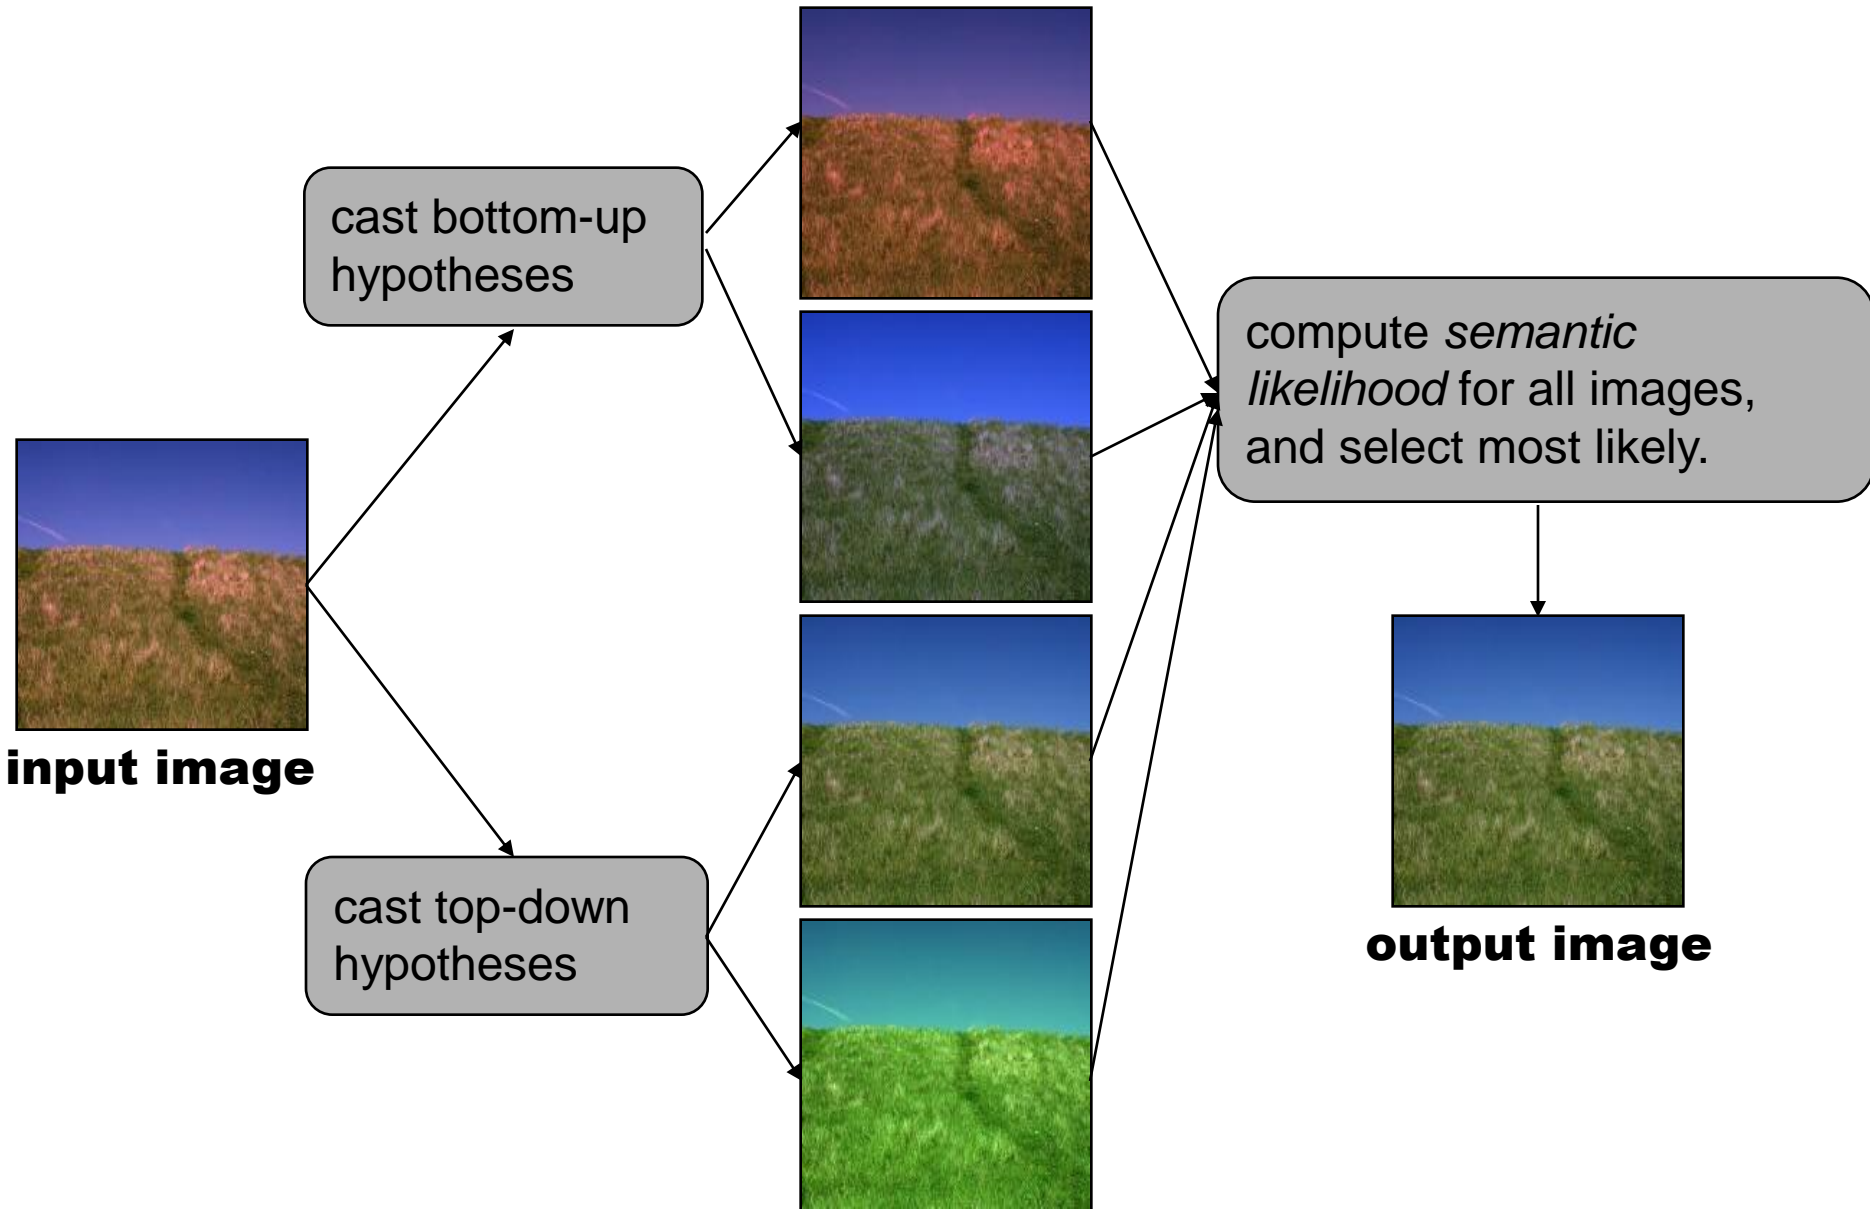 cast bottom-up
hypotheses
compute semantic
likelihood for all images,
and select most likely.
input image
cast top-down
hypotheses
output image